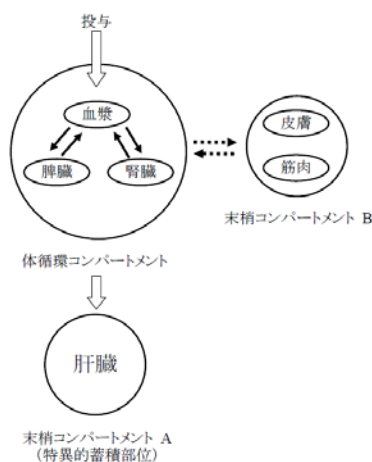 投与
血漿
脾臓
腎臓
体循環コンパートメント
皮膚
筋肉
末梢コンパートメント B
肝臓
末梢コンパートメント A
(特異的蓄積部位)